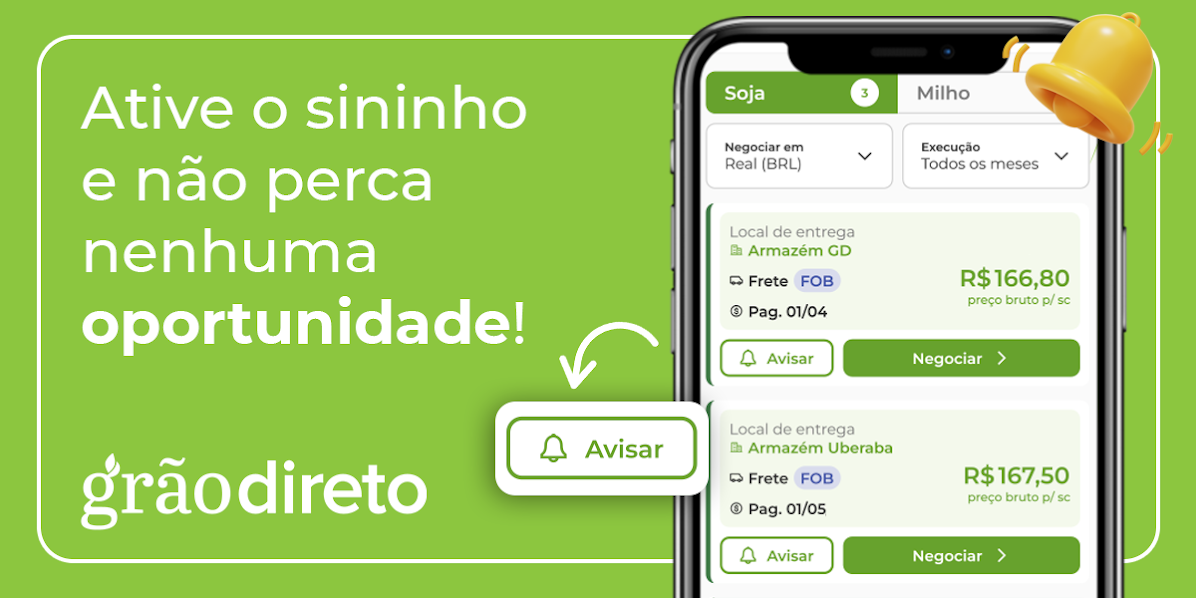 Ative o sininho
e não perca
nenhuma
oportunidade!
grãodireto
Avisar
Soja 3 Milho
Negociar em
Real (BRL)
Execução
Todos os meses
Local de entrega
Armazém GD
Frete FOB
Pag. 01/04
R$166,80
preço bruto p/ sc
Avisar
Negociar
Local de entrega
Armazém Uberaba
Frete FOB
Pag. 01/05
R$167,50
preço bruto p/ sc
Avisar
Negociar